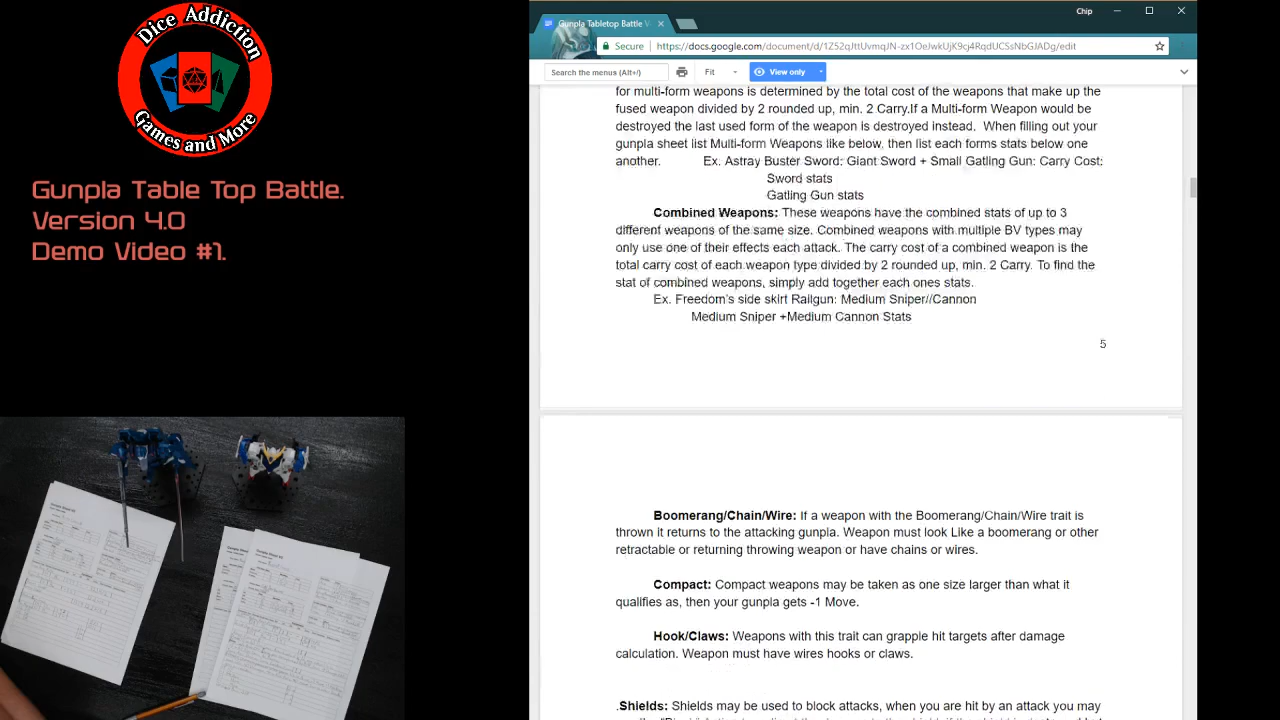 Dice Addiction
Games and More
Gunpla Table Top Battle.
Version 4.0
Demo Video #1.
Chip
Gunpla Tabletop Battle V
Secure
https://docs.google.com/document/d/1Z52qJttUvmqJN-zx1OeJwkUjK9cj4RqdUCSsNbGJADg/edit
Search the menus (Alt+/)
Fit
View only
for multi-form weapons is determined by the total cost of the weapons that make up the
fused weapon divided by 2 rounded up, min. 2 Carry.If a Multi-form Weapon would be
destroyed the last used form of the weapon is destroyed instead. When filling out your
gunpla sheet list Multi-form Weapons like below, then list each forms stats below one
another. Ex. Astray Buster Sword: Giant Sword + Small Gatling Gun: Carry Cost:
Sword stats
Gatling Gun stats
Combined Weapons: These weapons have the combined stats of up to 3
different weapons of the same size. Combined weapons with multiple BV types may
only use one of their effects each attack. The carry cost of a combined weapon is the
total carry cost of each weapon type divided by 2 rounded up, min. 2 Carry. To find the
stat of combined weapons, simply add together each ones stats.
Ex. Freedom's side skirt Railgun: Medium Sniper//Cannon
Medium Sniper +Medium Cannon Stats
5
Boomerang/Chain/Wire: If a weapon with the Boomerang/Chain/Wire trait is
thrown it returns to the attacking gunpla. Weapon must look Like a boomerang or other
retractable or returning throwing weapon or have chains or wires.
Compact: Compact weapons may be taken as one size larger than what it
qualifies as, then your gunpla gets -1 Move.
Hook/Claws: Weapons with this trait can grapple hit targets after damage
calculation. Weapon must have wires hooks or claws.
.Shields: Shields may be used to block attacks, when you are hit by an attack you may